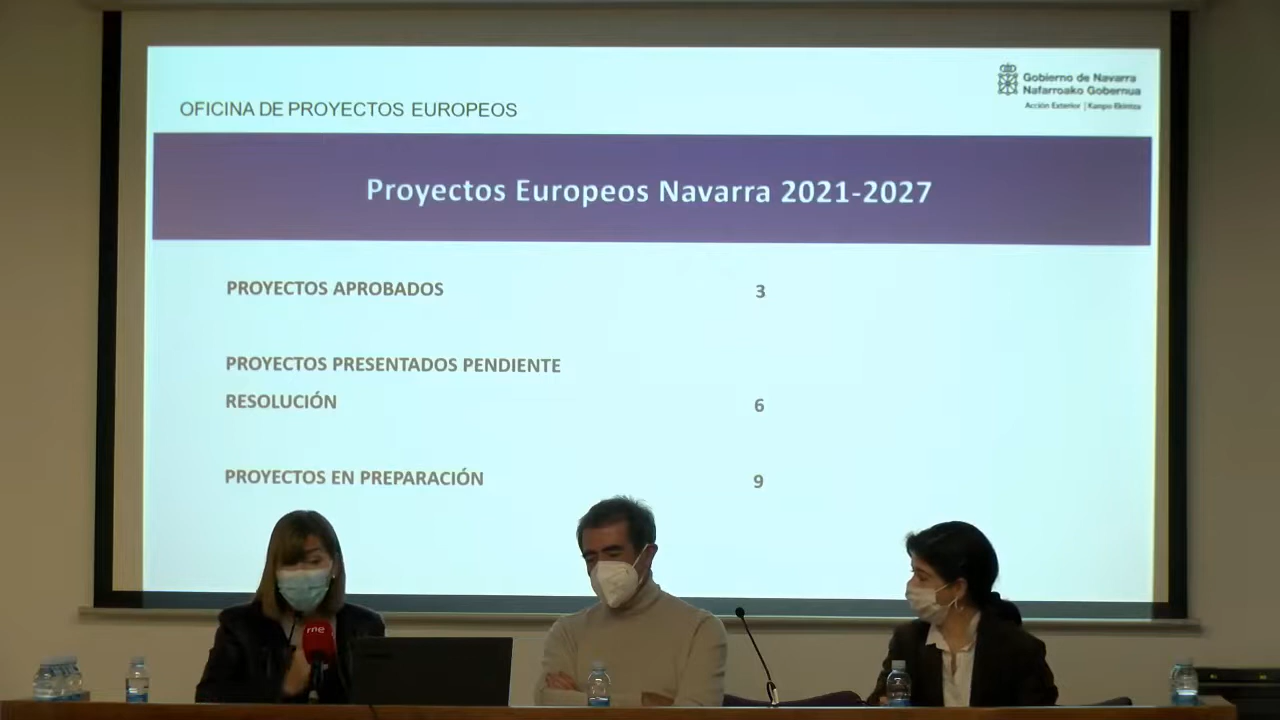 Gobierno de Navarra
Nafarroako Gobernua
Acción Exterior | Kanpo Ekintza
OFICINA DE PROYECTOS EUROPEOS
Proyectos Europeos Navarra 2021-2027
PROYECTOS APROBADOS 3
PROYECTOS PRESENTADOS PENDIENTE
RESOLUCIÓN 6
PROYECTOS EN PREPARACIÓN 9
rne